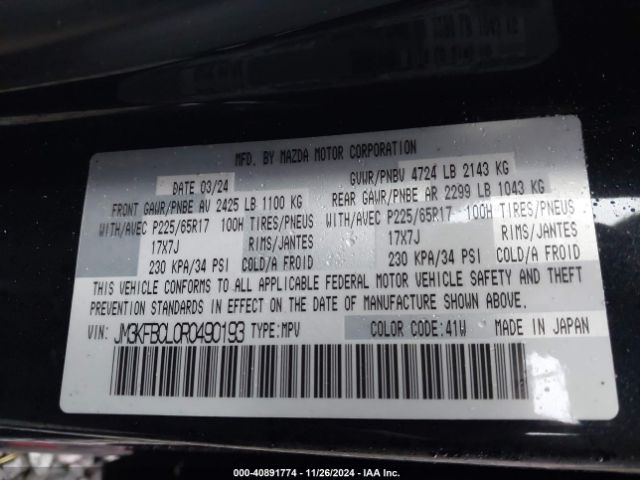 MFD. BY MAZDA MOTOR CORPORATION
DATE 03/24 GVWR/PNBV 4724 LB 2143 KG
FRONT GAWR/PNBE AV 2425 LB 1100 KG REAR GAWR/PNBE AR 2299 LB 1043 KG
WITH/AVEC P225/65R17 100H TIRES/PNEUS WITH/AVEC P225/65R17 100H TIRES/PNEUS
17X7J RIMS/JANTES 17X7J RIMS/JANTES
230 KPA/34 PSI COLD/A FROID 230 KPA/34 PSI COLD/A FROID
THIS VEHICLE CONFORMS TO ALL APPLICABLE FEDERAL MOTOR VEHICLE SAFETY AND THEFT
PREVENTION STANDARDS IN EFFECT ON THE DATE OF MANUFACTURE SHOWN ABOVE.
VIN: JM3KFBCL0R0490193 TYPE:MPV COLOR CODE:41W MADE IN JAPAN
000-40891774 - 11/26/2024 - IAA Inc.